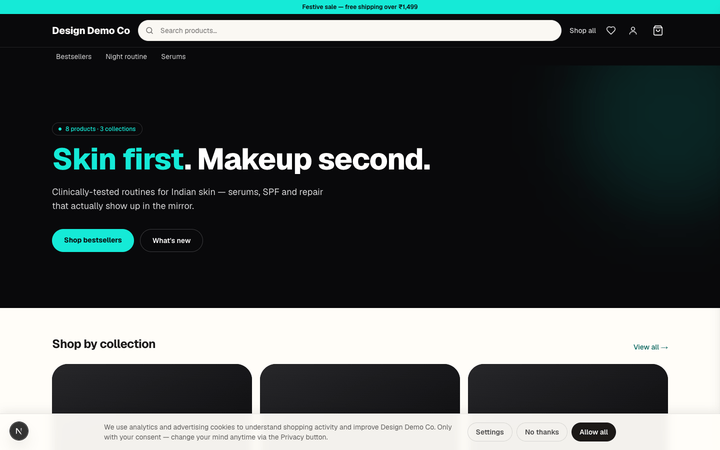 Festive sale — free shipping over ₹1,499
Design Demo Co
Search products…
Shop all
Bestsellers
Night routine
Serums
8 products · 3 collections
Skin first. Makeup second.
Clinically-tested routines for Indian skin — serums, SPF and repair
that actually show up in the mirror.
Shop bestsellers
What's new
Shop by collection
View all →
We use analytics and advertising cookies to understand shopping activity and improve Design Demo Co. Only
with your consent — change your mind anytime via the Privacy button.
Settings
No thanks
Allow all
N